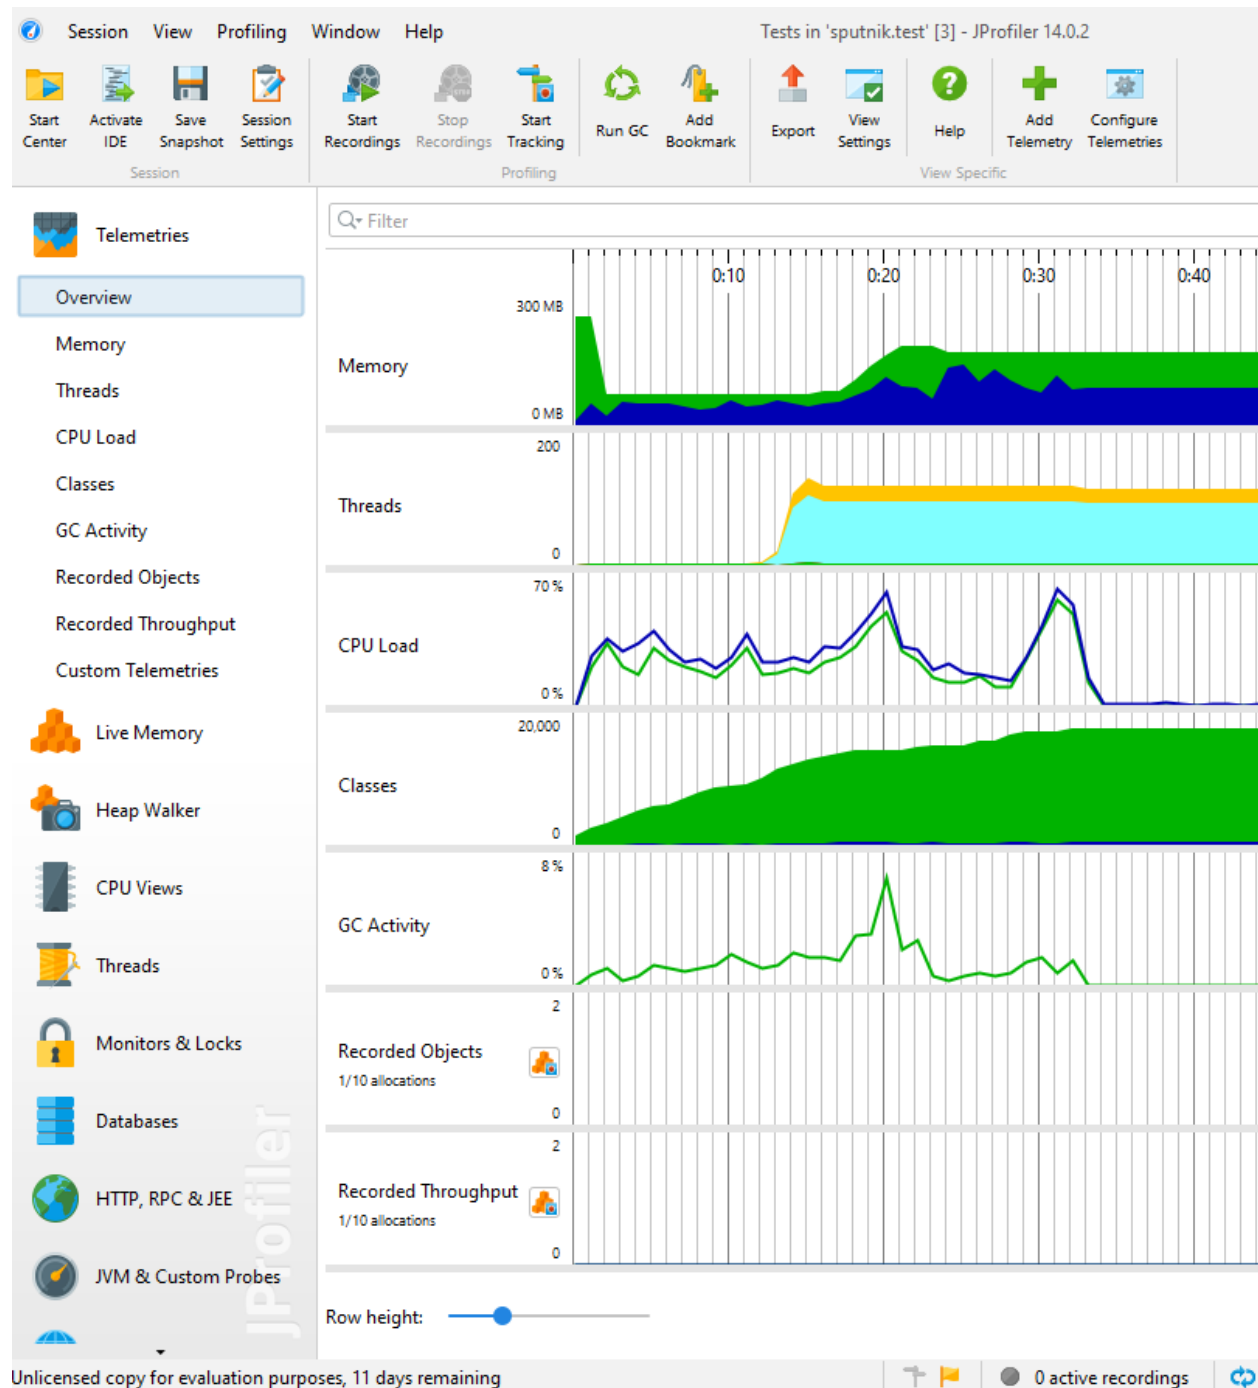 Session View Profiling Window Help Tests in 'sputnik.test' [3] - JProfiler 14.0.2
Start Center
Activate IDE
Save Snapshot
Session Settings
Start Recordings
Stop Recordings
Start Tracking
Run GC
Add Bookmark
Export
View Settings
Help
Add Telemetry
Configure Telemetries
Session Profiling View Specific
Telemetries
Overview
Memory
Threads
CPU Load
Classes
GC Activity
Recorded Objects
Recorded Throughput
Custom Telemetries
Live Memory
Heap Walker
CPU Views
Threads
Monitors & Locks
Databases
HTTP, RPC & JEE
JVM & Custom Probes
JProfiler
Filter
0:10 0:20 0:30 0:40
300 MB
Memory
0 MB
200
Threads
0
70 %
CPU Load
0 %
20,000
Classes
0
8 %
GC Activity
0 %
2
Recorded Objects
1/10 allocations
0
2
Recorded Throughput
1/10 allocations
0
Row height:
Unlicensed copy for evaluation purposes, 11 days remaining 0 active recordings